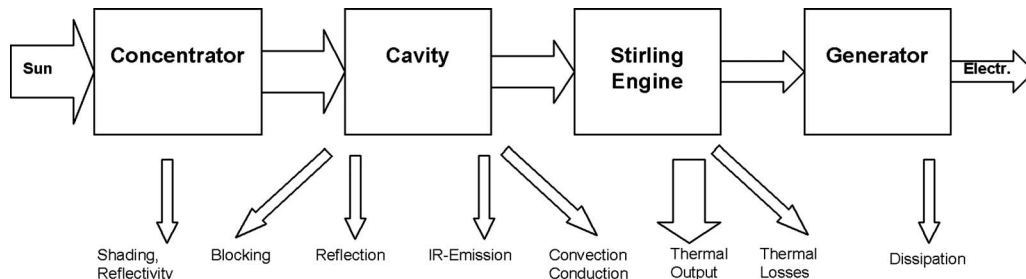 Sun
Concentrator
Cavity
Stirling
Engine
Generator
Electr.
Shading,
Reflectivity
Blocking
Reflection
IR-Emission
Convection
Conduction
Thermal
Output
Thermal
Losses
Dissipation